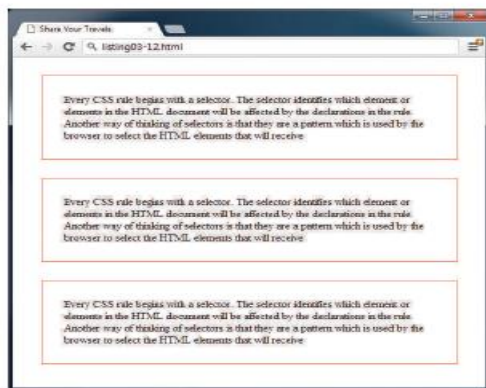 Share Your Travels
listing03-12.html
Every CSS rule begins with a selector. The selector identifies which element or
elements in the HTML document will be affected by the declarations in the rule.
Another way of thinking of selectors is that they are a pattern which is used by the
browser to select the HTML elements that will receive
Every CSS rule begins with a selector. The selector identifies which element or
elements in the HTML document will be affected by the declarations in the rule.
Another way of thinking of selectors is that they are a pattern which is used by the
browser to select the HTML elements that will receive
Every CSS rule begins with a selector. The selector identifies which element or
elements in the HTML document will be affected by the declarations in the rule.
Another way of thinking of selectors is that they are a pattern which is used by the
browser to select the HTML elements that will receive